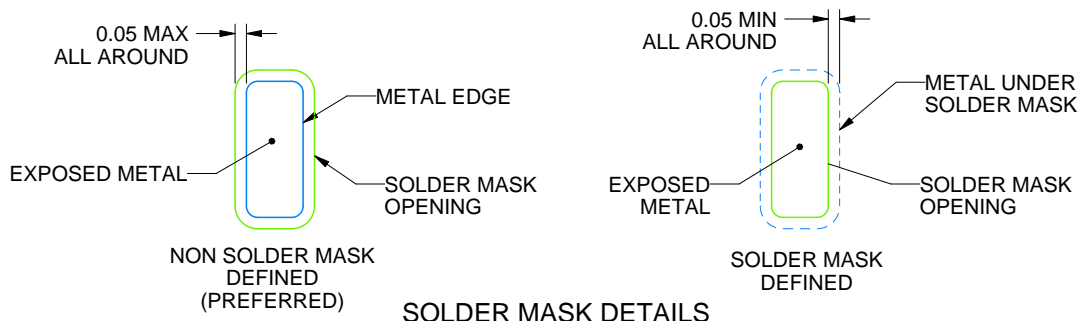 0.05 MAX
ALL AROUND
METAL EDGE
EXPOSED METAL
SOLDER MASK
OPENING
NON SOLDER MASK
DEFINED
(PREFERRED)
0.05 MIN
ALL AROUND
METAL UNDER
SOLDER MASK
EXPOSED
METAL
SOLDER MASK
OPENING
SOLDER MASK
DEFINED
SOLDER MASK DETAILS